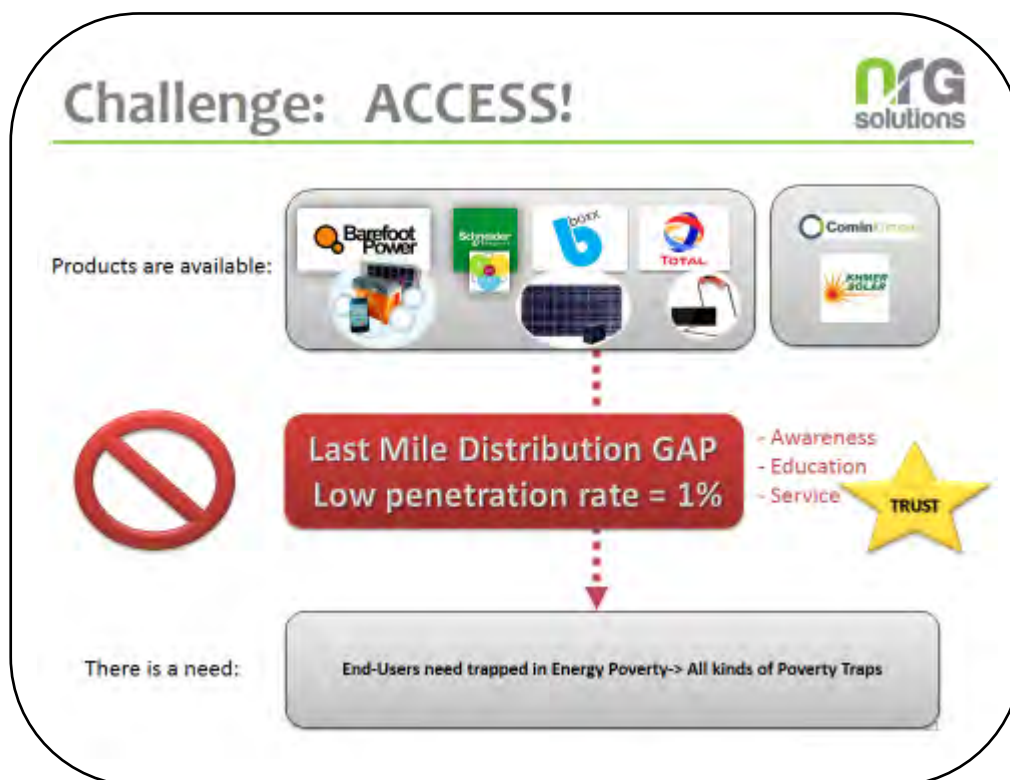 Challenge: ACCESS!
nrG
solutions
Products are available:
Barefoot
Power
Schneider
boxx
b
TOTAL
Comin
KHMER
SOLAR
Last Mile Distribution GAP
Low penetration rate = 1%
- Awareness
- Education
- Service
TRUST
There is a need:
End-Users need trapped in Energy Poverty-> All kinds of Poverty Traps